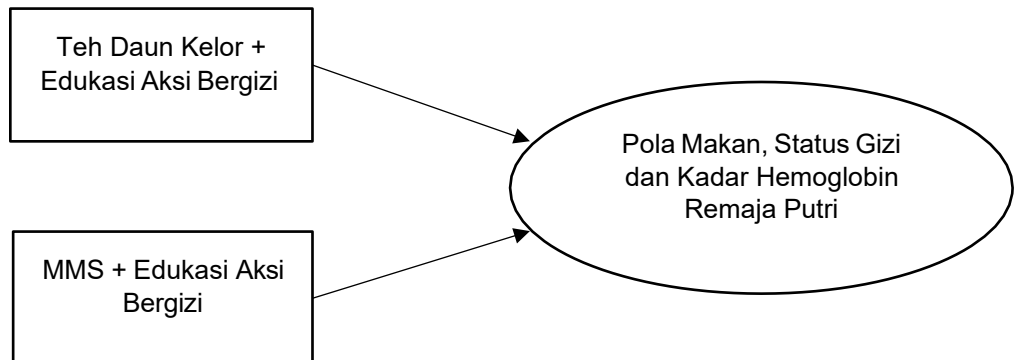 Teh Daun Kelor +
Edukasi Aksi Bergizi
Pola Makan, Status Gizi
dan Kadar Hemoglobin
Remaja Putri
MMS + Edukasi Aksi
Bergizi